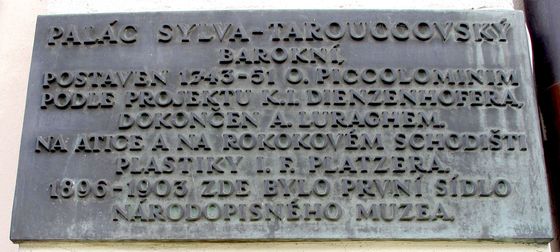 PALÁC SYLVA-TAROUCCOVSKÝ
BAROKNÍ,
POSTAVEN 1743-51 O. PICCOLOMINIM
PODLE PROJEKTU K.I. DIENZENHOFERA,
DOKONČEN A. LURAGHEM.
NA ATICE A NA ROKOKOVÉM SCHODIŠTI
PLASTIKY I. F. PLATZERA.
1896-1903 ZDE BYLO PRVNÍ SÍDLO
NÁRODOPISNÉHO MUZEA.